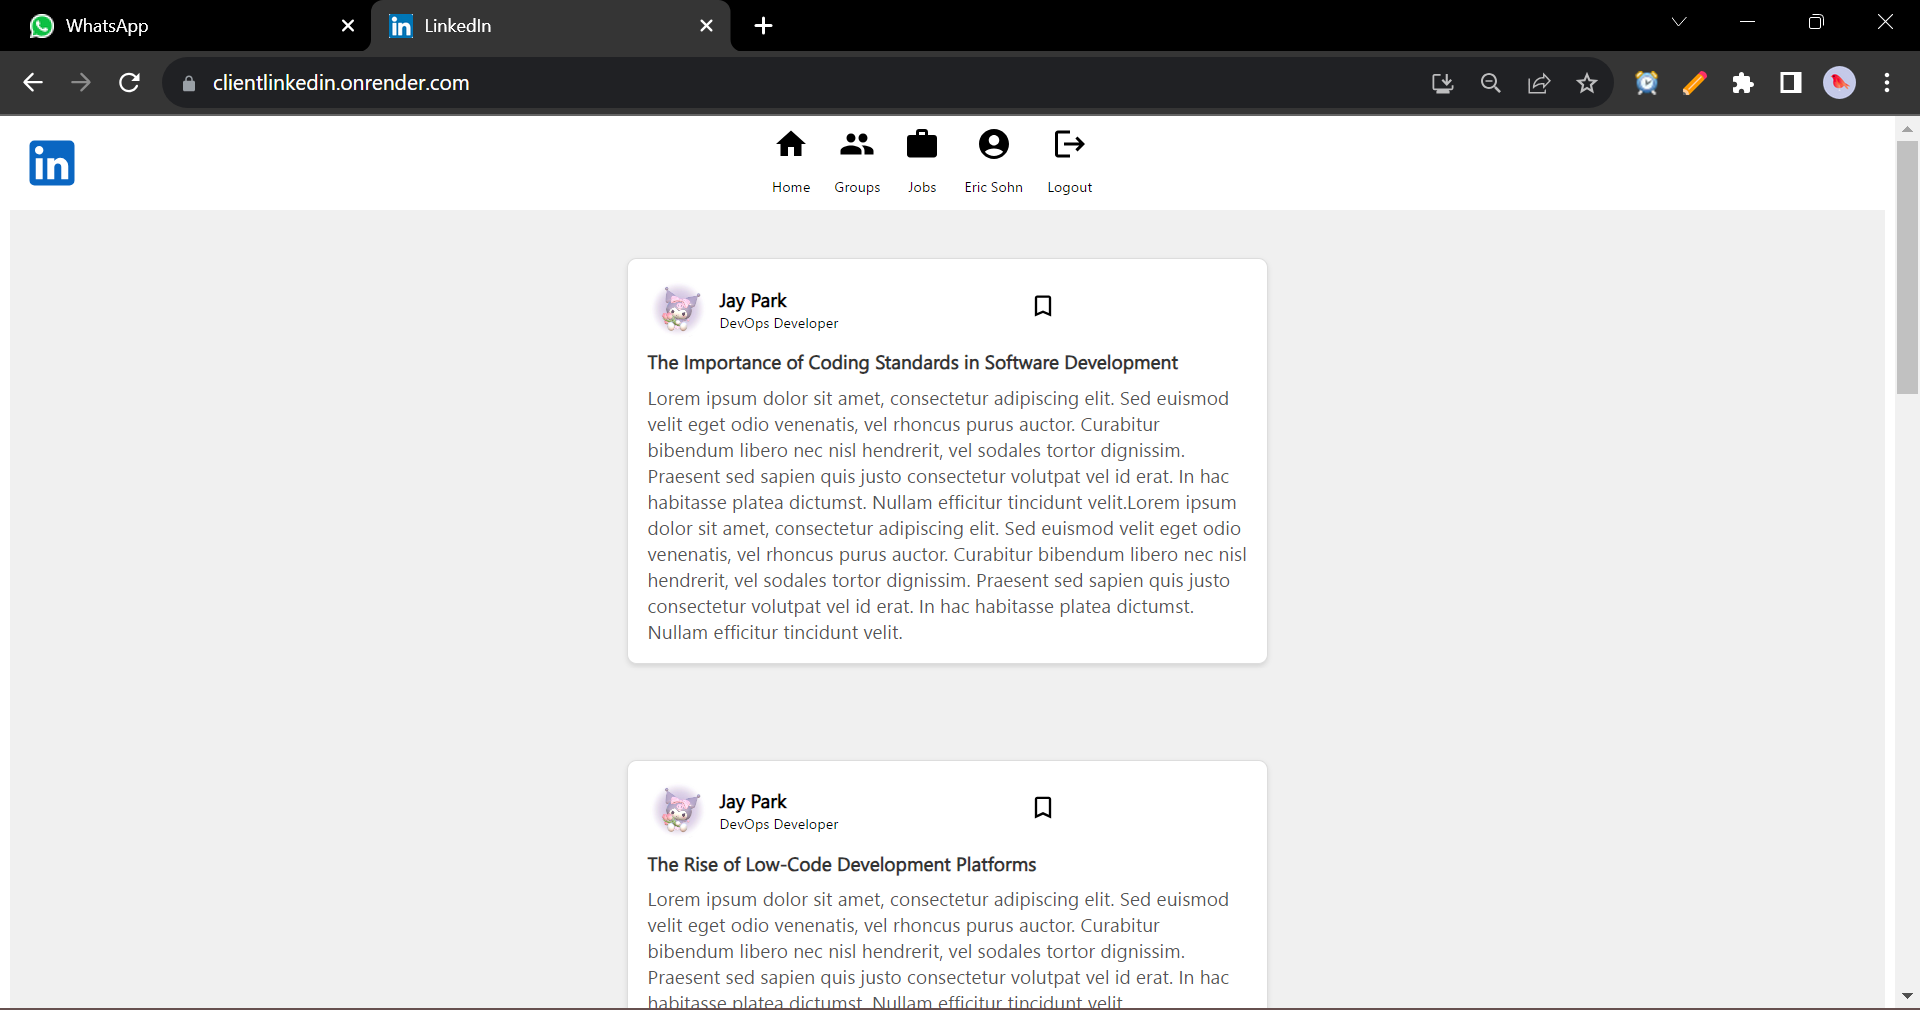 WhatsApp
LinkedIn
clientlinkedin.onrender.com
in
Home Groups Jobs Eric Sohn Logout
Jay Park
DevOps Developer
The Importance of Coding Standards in Software Development
Lorem ipsum dolor sit amet, consectetur adipiscing elit. Sed euismod
velit eget odio venenatis, vel rhoncus purus auctor. Curabitur
bibendum libero nec nisl hendrerit, vel sodales tortor dignissim.
Praesent sed sapien quis justo consectetur volutpat vel id erat. In hac
habitasse platea dictumst. Nullam efficitur tincidunt velit.Lorem ipsum
dolor sit amet, consectetur adipiscing elit. Sed euismod velit eget odio
venenatis, vel rhoncus purus auctor. Curabitur bibendum libero nec nisl
hendrerit, vel sodales tortor dignissim. Praesent sed sapien quis justo
consectetur volutpat vel id erat. In hac habitasse platea dictumst.
Nullam efficitur tincidunt velit.
Jay Park
DevOps Developer
The Rise of Low-Code Development Platforms
Lorem ipsum dolor sit amet, consectetur adipiscing elit. Sed euismod
velit eget odio venenatis, vel rhoncus purus auctor. Curabitur
bibendum libero nec nisl hendrerit, vel sodales tortor dignissim.
Praesent sed sapien quis justo consectetur volutpat vel id erat. In hac
habitasse platea dictumst. Nullam efficitur tincidunt velit